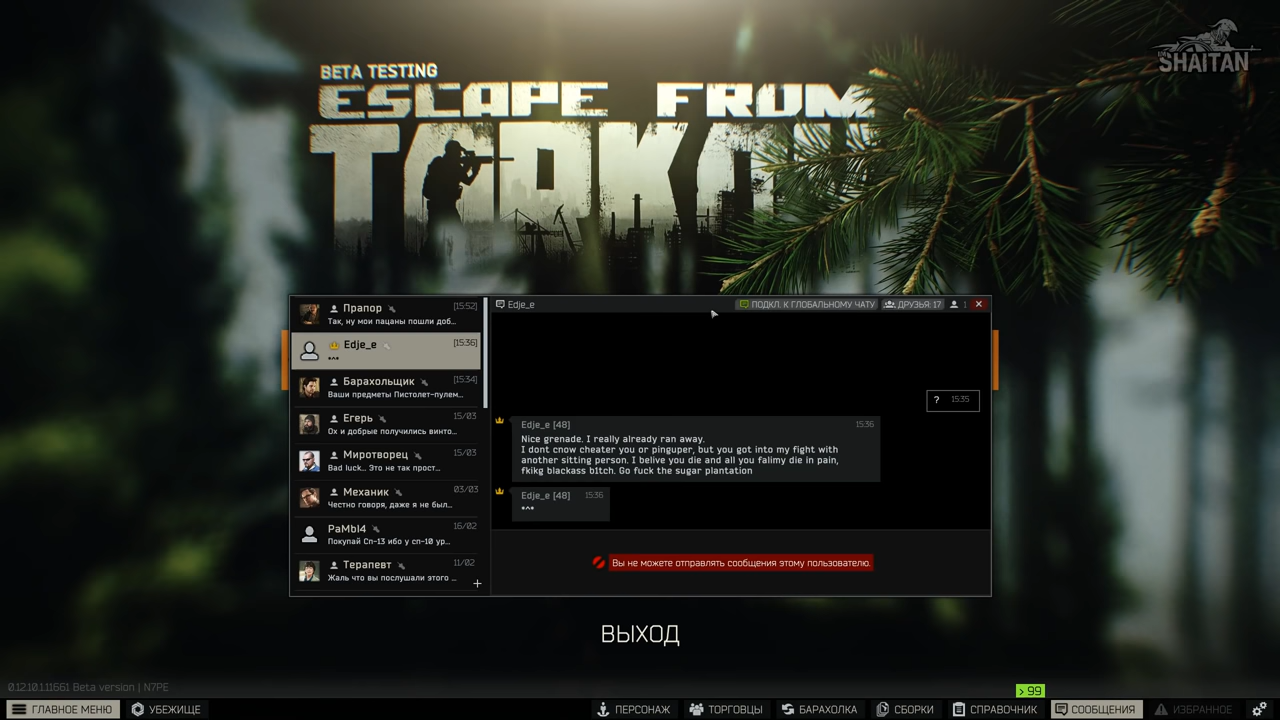 SHAITAN
BETA TESTING
ESCAPE FROM
TARKOV
Прапор [15:52]
Так, ну мои пацаны пошли доб...
Edje_e [15:36]
*^*
Барахольщик [15:34]
Ваши предметы Пистолет-пулем...
Егерь 15/03
Ох и добрые получились винто...
Миротворец 15/03
Bad luck... Это не так прост...
Механик 03/03
Честно говоря, даже я не был...
PaMbl4 16/02
Покупай Сп-13 ибо у сп-10 ур...
Терапевт 11/02
Жаль что вы послушали этого ...
+
Edje_e
ПОДКЛ. К ГЛОБАЛЬНОМУ ЧАТУ ДРУЗЬЯ: 17 1
? 15:35
Edje_e [48] 15:36
Nice grenade. I really already ran away.
I dont cnow cheater you or pinguper, but you got into my fight with
another sitting person. I belive you die and all you falimy die in pain,
fkikg blackass b1tch. Go fuck the sugar plantation
Edje_e [48] 15:36
*^*
Вы не можете отправлять сообщения этому пользователю.
ВЫХОД
0.12.10.1.11661 Beta version | N7PE
> 99
ГЛАВНОЕ МЕНЮ УБЕЖИЩЕ ПЕРСОНАЖ ТОРГОВЦЫ БАРАХОЛКА СБОРКИ СПРАВОЧНИК СООБЩЕНИЯ ИЗБРАННОЕ